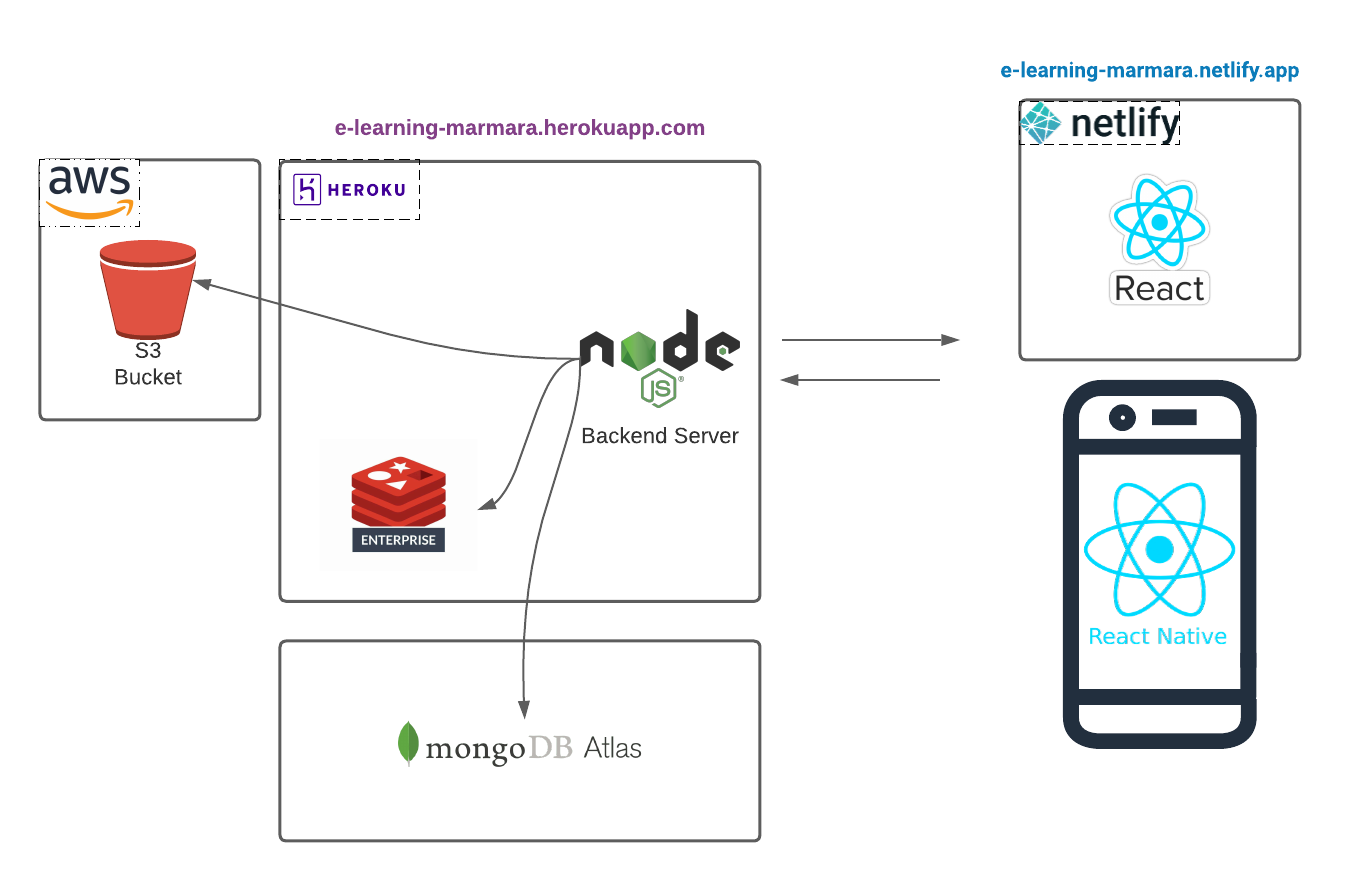 e-learning-marmara.netlify.app
netlify
React
e-learning-marmara.herokuapp.com
aws
HEROKU
S3
Bucket
node
JS
®
Backend Server
ENTERPRISE
React Native
mongoDB Atlas